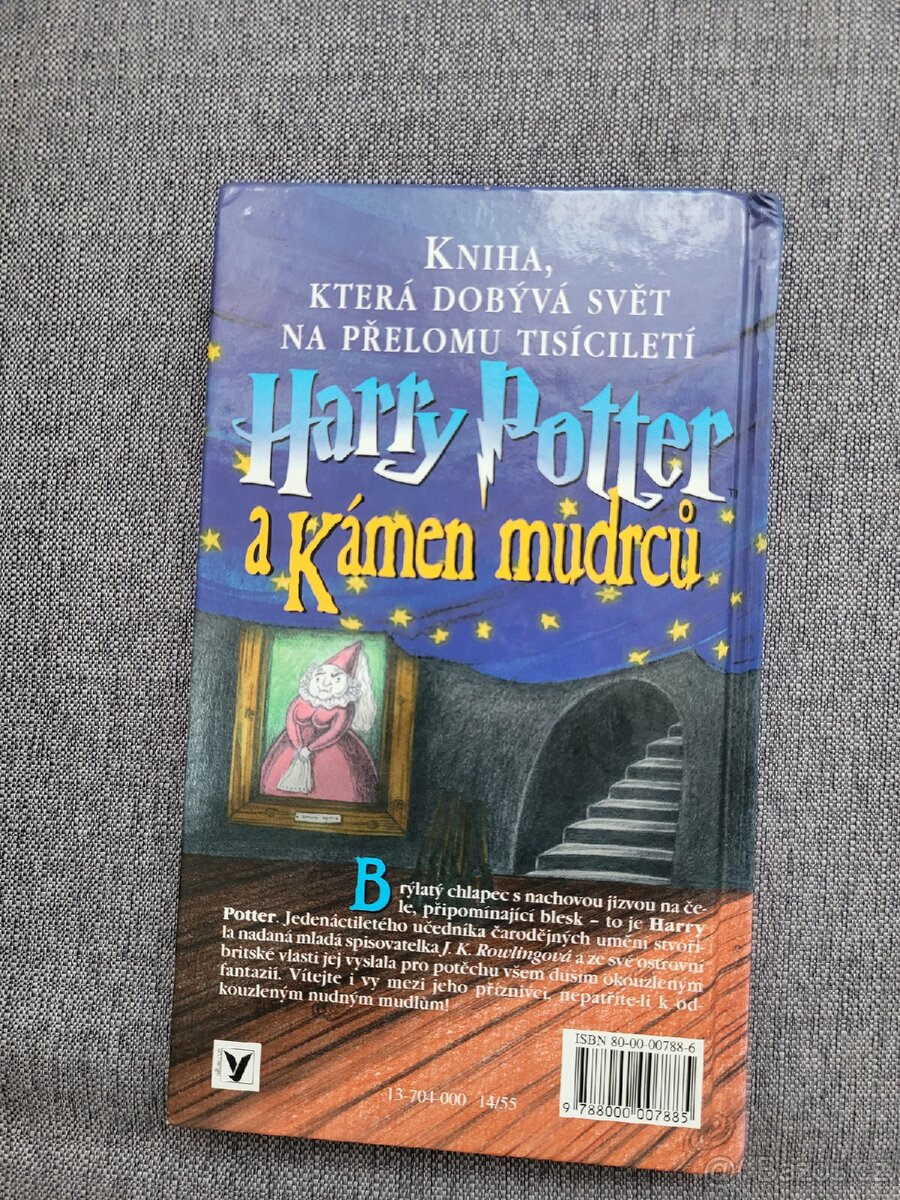 KNIHA,
KTERÁ DOBÝVÁ SVĚT
NA PŘELOMU TISÍCILETÍ
Harry Potter
TM
a Kámen mudrců
Brýlatý chlapec s nachovou jizvou na če-
le, připomínající blesk – to je Harry
Potter. Jedenáctiletého učedníka čarodějných umění stvoři-
la nadaná mladá spisovatelka J. K. Rowlingová a ze své ostrovní
britské vlasti jej vyslala pro potěchu všem duším okouzleným
fantazií. Vítejte i vy mezi jeho příznivci, nepatříte-li k od-
kouzleným nudným mudlům!
ISBN 80-00-00788-6
9 788000 007885
13-704-000 14/55